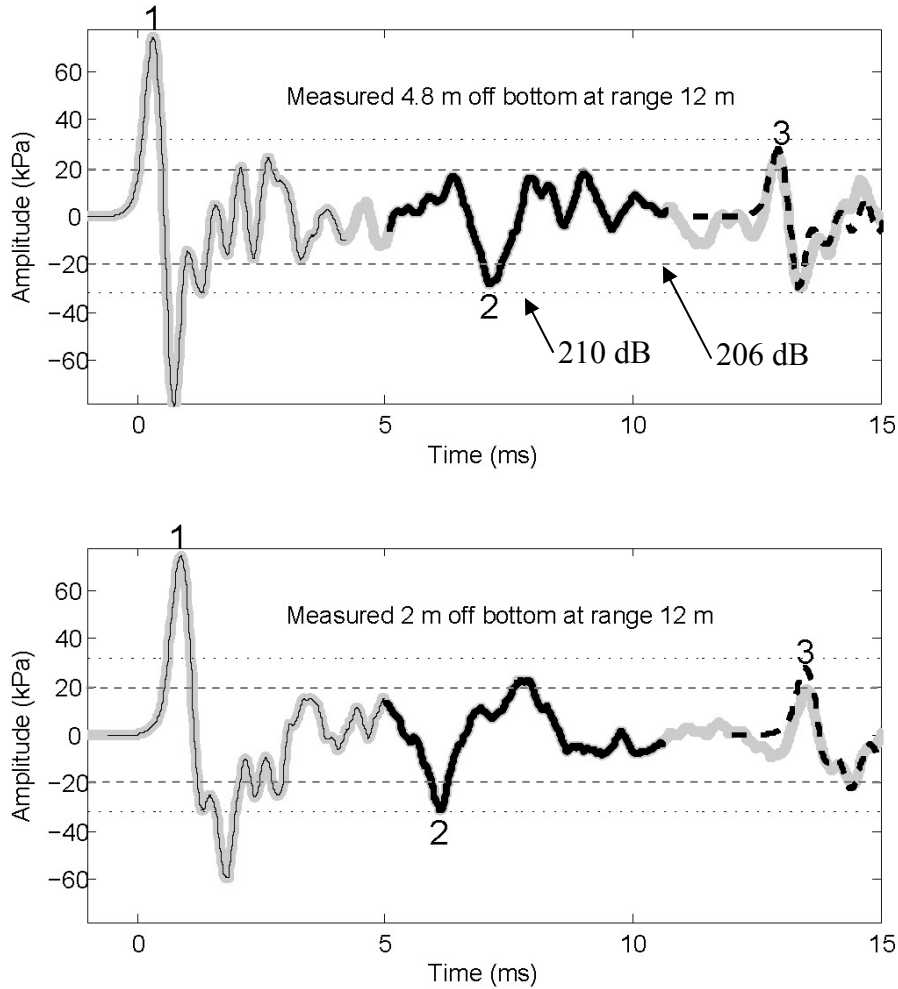 1
60
40
20
0
−20
−40
−60
Amplitude (kPa)
Measured 4.8 m off bottom at range 12 m
3
2
210 dB
206 dB
0 5 10 15
Time (ms)
1
60
40
20
0
−20
−40
−60
Amplitude (kPa)
Measured 2 m off bottom at range 12 m
3
2
0 5 10 15
Time (ms)